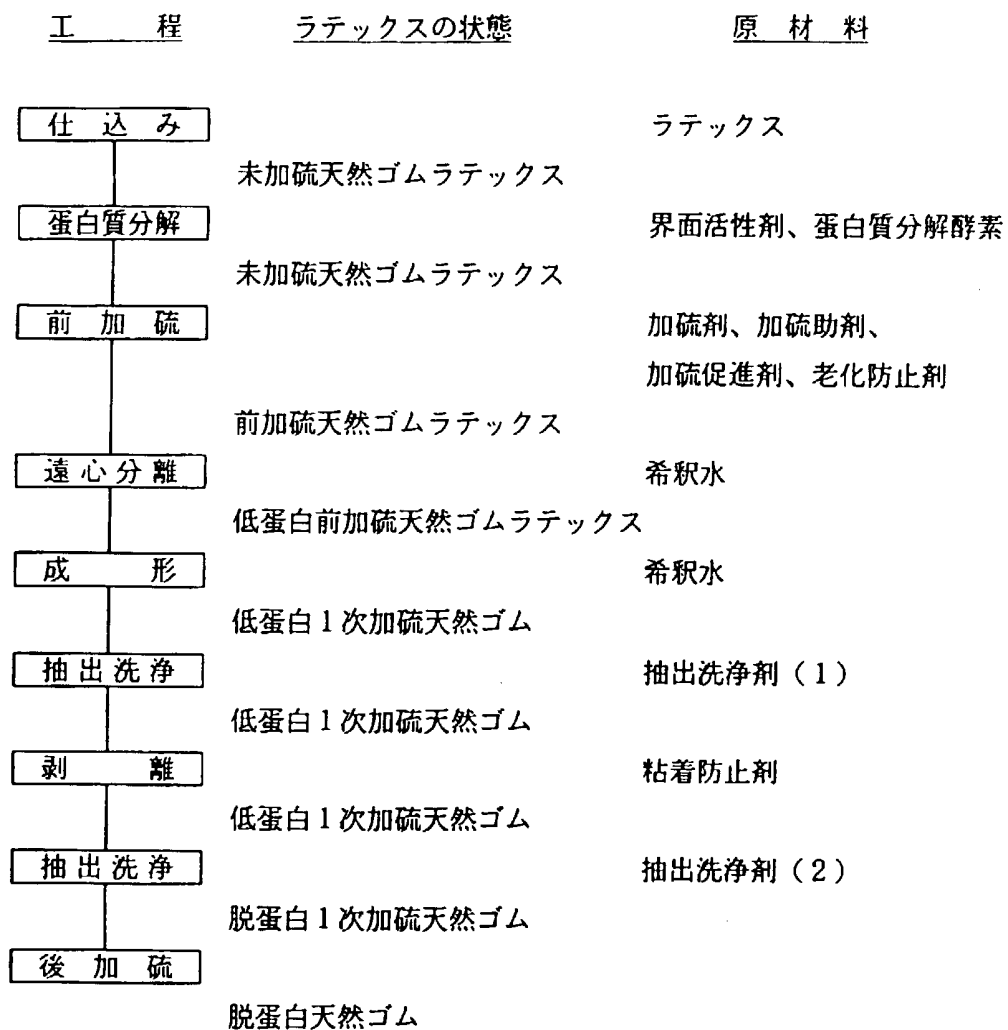 工程 ラテックスの状態 原材料
仕込み ラテックス
未加硫天然ゴムラテックス
蛋白質分解 界面活性剤、蛋白質分解酵素
未加硫天然ゴムラテックス
前加硫 加硫剤、加硫助剤、
加硫促進剤、老化防止剤
前加硫天然ゴムラテックス
遠心分離 希釈水
低蛋白前加硫天然ゴムラテックス
成形 希釈水
低蛋白1次加硫天然ゴム
抽出洗浄 抽出洗浄剤(1)
低蛋白1次加硫天然ゴム
剥離 粘着防止剤
低蛋白1次加硫天然ゴム
抽出洗浄 抽出洗浄剤(2)
脱蛋白1次加硫天然ゴム
後加硫
脱蛋白天然ゴム